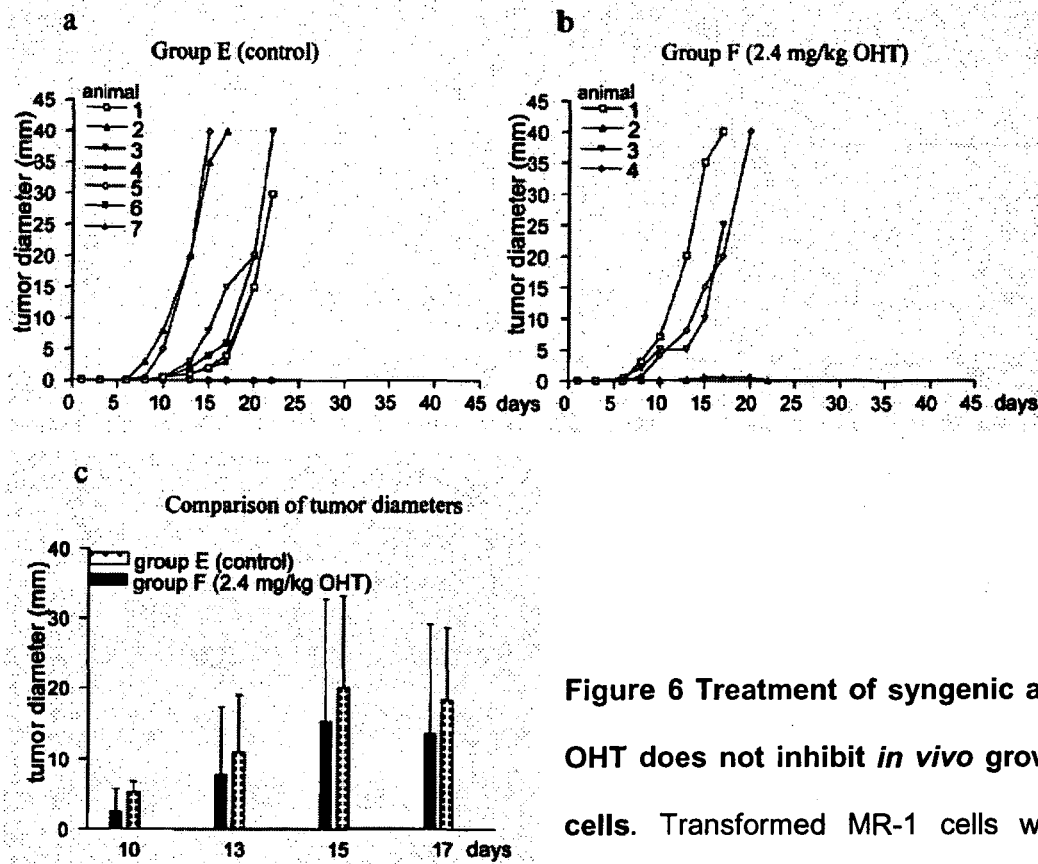 a
Group E (control)
45
40
35
30
25
20
15
10
5
0
tumor diameter (mm)
animal
1
2
3
4
5
6
7
0 5 10 15 20 25 30 35 40 45 days
b
Group F (2.4 mg/kg OHT)
45
40
35
30
25
20
15
10
5
0
tumor diameter (mm)
animal
1
2
3
4
0 5 10 15 20 25 30 35 40 45 days
c
Comparison of tumor diameters
40
30
20
10
0
tumor diameter (mm)
group E (control)
group F (2.4 mg/kg OHT)
10 13 15 17 days
Figure 6 Treatment of syngenic a
OHT does not inhibit in vivo grov
cells. Transformed MR-1 cells w